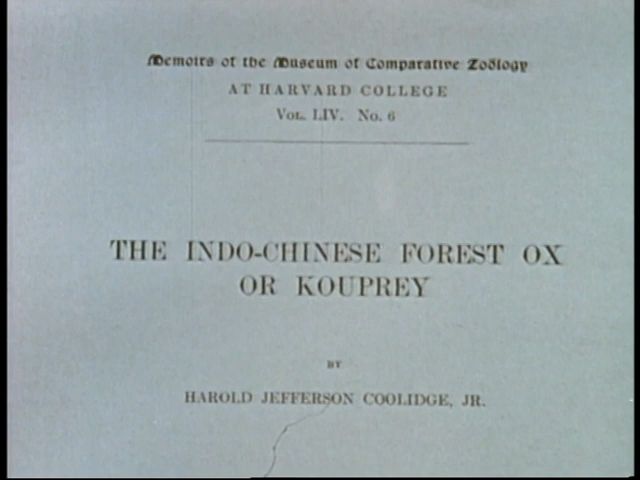 Memoirs of the Museum of Comparative Zoölogy
AT HARVARD COLLEGE
VOL. LIV. NO. 6
THE INDO-CHINESE FOREST OX
OR KOUPREY
BY
HAROLD JEFFERSON COOLIDGE, JR.